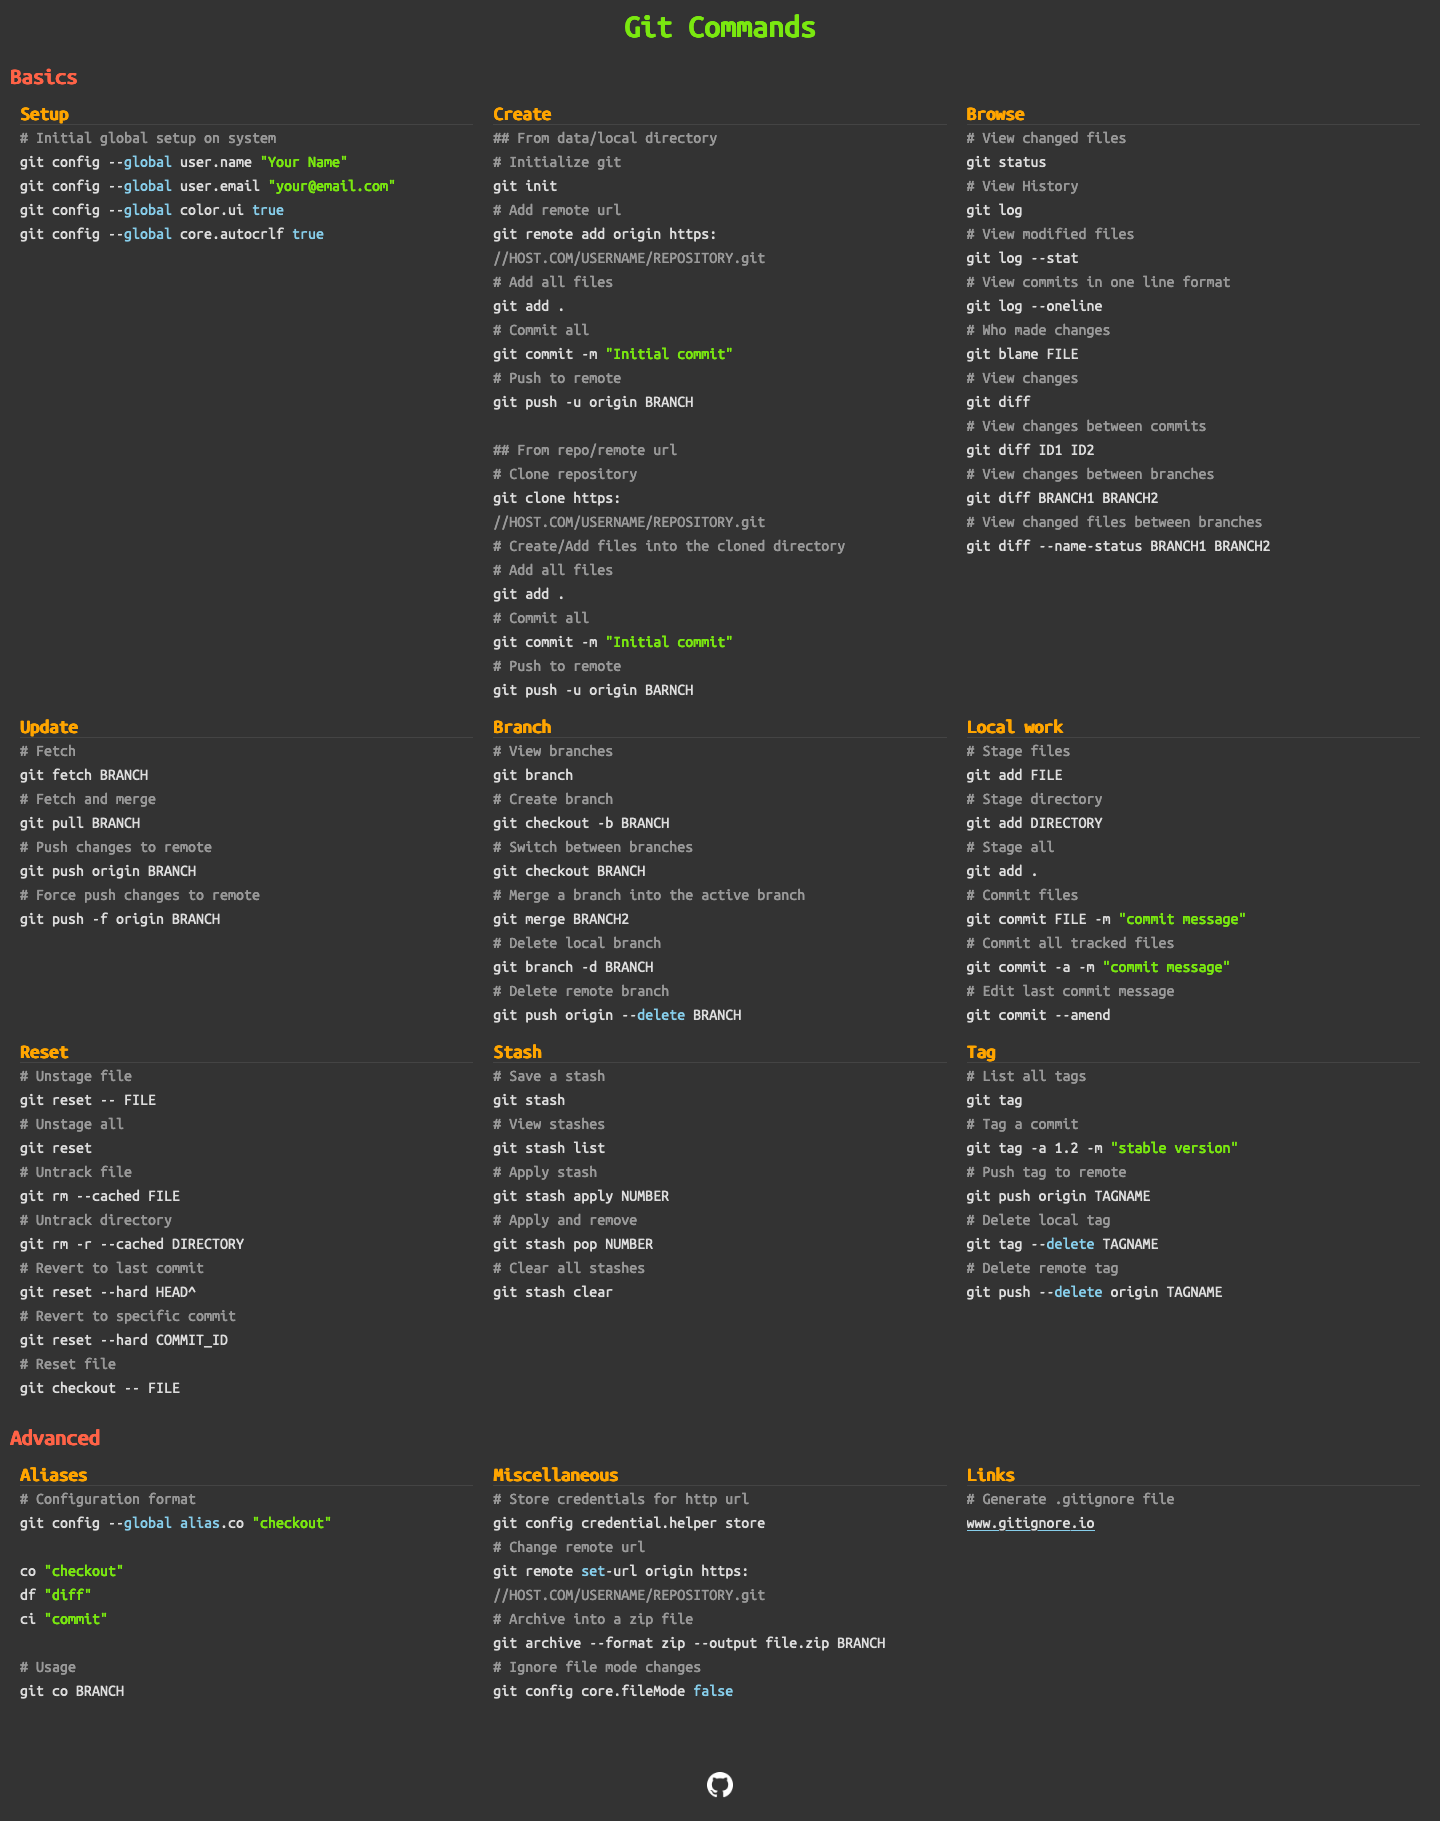 Git Commands
Basics
Setup
# Initial global setup on system
git config --global user.name "Your Name"
git config --global user.email "your@email.com"
git config --global color.ui true
git config --global core.autocrlf true
Create
## From data/local directory
# Initialize git
git init
# Add remote url
git remote add origin https:
//HOST.COM/USERNAME/REPOSITORY.git
# Add all files
git add .
# Commit all
git commit -m "Initial commit"
# Push to remote
git push -u origin BRANCH
## From repo/remote url
# Clone repository
git clone https:
//HOST.COM/USERNAME/REPOSITORY.git
# Create/Add files into the cloned directory
# Add all files
git add .
# Commit all
git commit -m "Initial commit"
# Push to remote
git push -u origin BARNCH
Browse
# View changed files
git status
# View History
git log
# View modified files
git log --stat
# View commits in one line format
git log --oneline
# Who made changes
git blame FILE
# View changes
git diff
# View changes between commits
git diff ID1 ID2
# View changes between branches
git diff BRANCH1 BRANCH2
# View changed files between branches
git diff --name-status BRANCH1 BRANCH2
Update
# Fetch
git fetch BRANCH
# Fetch and merge
git pull BRANCH
# Push changes to remote
git push origin BRANCH
# Force push changes to remote
git push -f origin BRANCH
Branch
# View branches
git branch
# Create branch
git checkout -b BRANCH
# Switch between branches
git checkout BRANCH
# Merge a branch into the active branch
git merge BRANCH2
# Delete local branch
git branch -d BRANCH
# Delete remote branch
git push origin --delete BRANCH
Local work
# Stage files
git add FILE
# Stage directory
git add DIRECTORY
# Stage all
git add .
# Commit files
git commit FILE -m "commit message"
# Commit all tracked files
git commit -a -m "commit message"
# Edit last commit message
git commit --amend
Reset
# Unstage file
git reset -- FILE
# Unstage all
git reset
# Untrack file
git rm --cached FILE
# Untrack directory
git rm -r --cached DIRECTORY
# Revert to last commit
git reset --hard HEAD^
# Revert to specific commit
git reset --hard COMMIT_ID
# Reset file
git checkout -- FILE
Stash
# Save a stash
git stash
# View stashes
git stash list
# Apply stash
git stash apply NUMBER
# Apply and remove
git stash pop NUMBER
# Clear all stashes
git stash clear
Tag
# List all tags
git tag
# Tag a commit
git tag -a 1.2 -m "stable version"
# Push tag to remote
git push origin TAGNAME
# Delete local tag
git tag --delete TAGNAME
# Delete remote tag
git push --delete origin TAGNAME
Advanced
Aliases
# Configuration format
git config --global alias.co "checkout"
co "checkout"
df "diff"
ci "commit"
# Usage
git co BRANCH
Miscellaneous
# Store credentials for http url
git config credential.helper store
# Change remote url
git remote set-url origin https:
//HOST.COM/USERNAME/REPOSITORY.git
# Archive into a zip file
git archive --format zip --output file.zip BRANCH
# Ignore file mode changes
git config core.fileMode false
Links
# Generate .gitignore file
www.gitignore.io